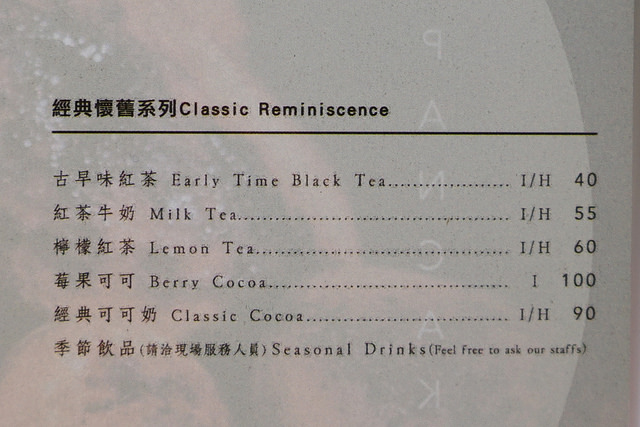 經典懷舊系列Classic Reminiscence
古早味紅茶 Early Time Black Tea.................... I/H 40
紅茶牛奶 Milk Tea............................................ I/H 55
檸檬紅茶 Lemon Tea......................................... I/H 60
莓果可可 Berry Cocoa....................................... I 100
經典可可奶 Classic Cocoa................................. I/H 90
季節飲品(請洽現場服務人員)Seasonal Drinks(Feel free to ask our staffs)
P
A
N
C
A
K